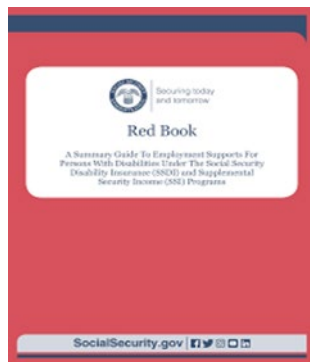 Securing today
and tomorrow
Red Book
A Summary Guide To Employment Supports For
Persons With Disabilities Under The Social Security
Disability Insurance (SSDI) and Supplemental
Security Income (SSI) Programs
SocialSecurity.gov